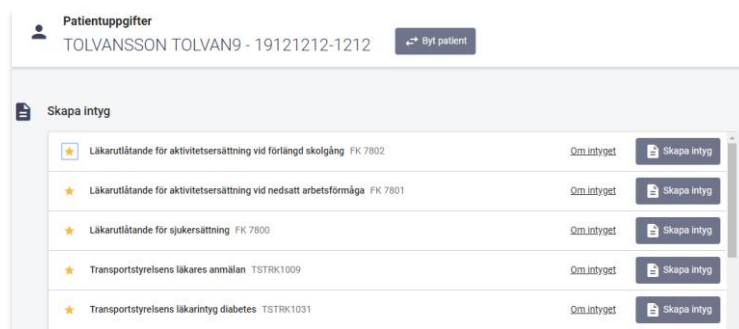 Patientuppgifter
TOLVANSSON TOLVAN9 - 19121212-1212 Byt patient
Skapa intyg
Läkarutlåtande för aktivitetsersättning vid förlängd skolgång FK 7802 Om intyget Skapa intyg
Läkarutlåtande för aktivitetsersättning vid nedsatt arbetsförmåga FK 7801 Om intyget Skapa intyg
Läkarutlåtande för sjukersättning FK 7800 Om intyget Skapa intyg
Transportstyrelsens läkares anmälan TSTRK1009 Om intyget Skapa intyg
Transportstyrelsens läkarintyg diabetes TSTRK1031 Om intyget Skapa intyg